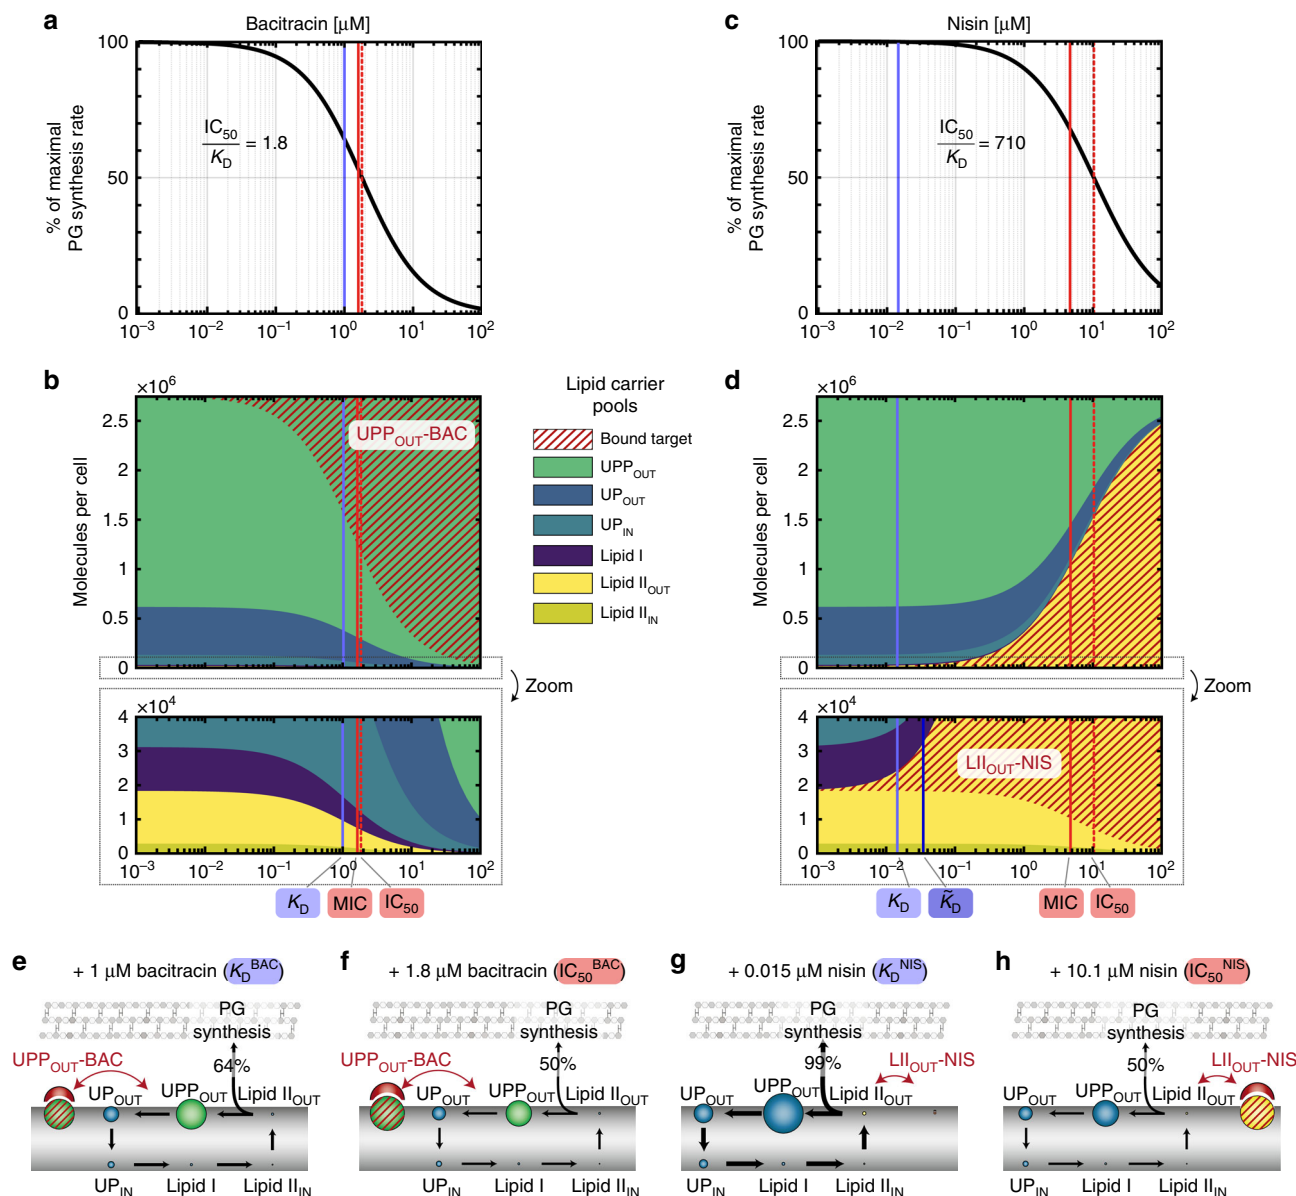 a
Bacitracin [μM]
% of maximal
PG synthesis rate
100
50
0
IC50
KD
= 1.8
10−3 10−2 10−1 100 101 102
c
Nisin [μM]
% of maximal
PG synthesis rate
100
50
0
IC50
KD
= 710
10−3 10−2 10−1 100 101 102
b
×106
Molecules per cell
2.5
2
1.5
1
0.5
0
UPPOUT-BAC
Lipid carrier
pools
Bound target
UPPOUT
UPOUT
UPIN
Lipid I
Lipid IIOUT
Lipid IIIN
d
×106
Molecules per cell
2.5
2
1.5
1
0.5
0
Zoom
Zoom
×104
4
3
2
1
0
10−3 10−2 10−1 100 101 102
KD MIC IC50
×104
4
3
2
1
0
LIIOUT-NIS
10−3 10−2 10−1 100 101 102
KD K̃D MIC IC50
e
+ 1 μM bacitracin (KDBAC)
PG
synthesis
UPPOUT-BAC
64%
UPOUT UPPOUT Lipid IIOUT
UPIN Lipid I Lipid IIIN
f
+ 1.8 μM bacitracin (IC50BAC)
PG
synthesis
UPPOUT-BAC
50%
UPOUT UPPOUT Lipid IIOUT
UPIN Lipid I Lipid IIIN
g
+ 0.015 μM nisin (KDNIS)
PG
synthesis
99%
LIIOUT-NIS
UPOUT UPPOUT Lipid IIOUT
UPIN Lipid I Lipid IIIN
h
+ 10.1 μM nisin (IC50NIS)
PG
synthesis
50%
LIIOUT-NIS
UPOUT UPPOUT Lipid IIOUT
UPIN Lipid I Lipid IIIN